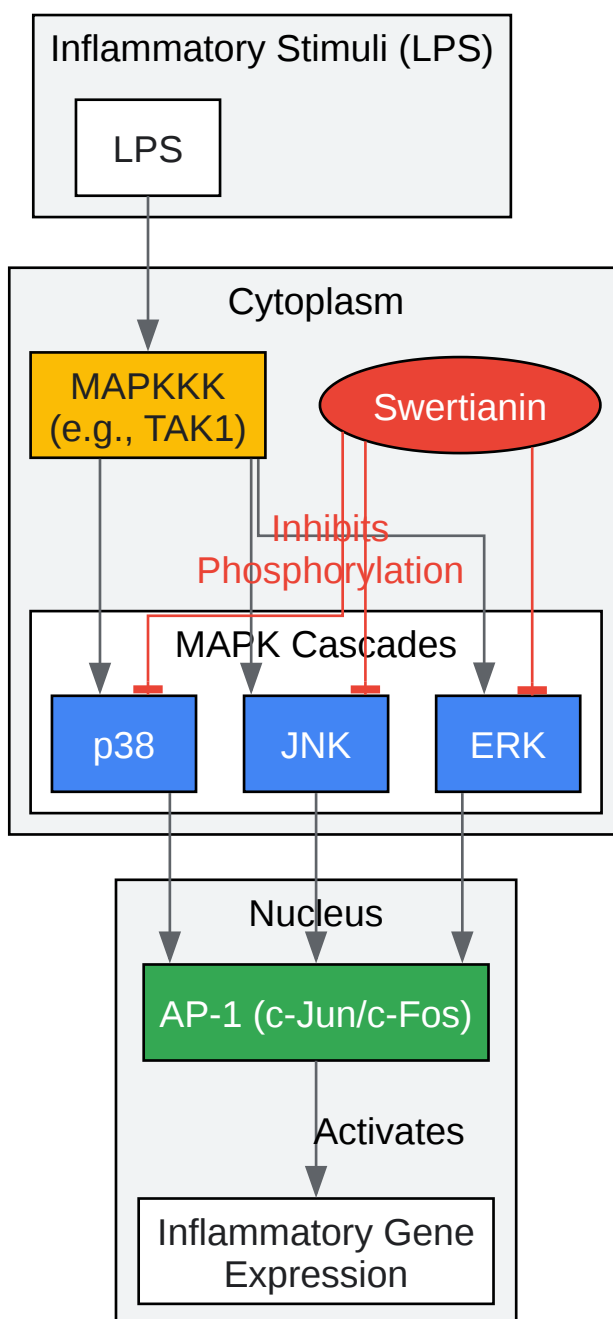 Inflammatory Stimuli (LPS)
LPS
Cytoplasm
MAPKKK
(e.g., TAK1)
Swertianin
Inhibits
Phosphorylation
MAPK Cascades
p38
JNK
ERK
Nucleus
AP-1 (c-Jun/c-Fos)
Activates
Inflammatory Gene
Expression